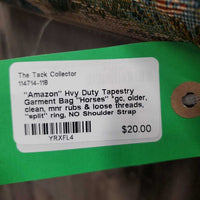 The Tack Collector
114714-118
"Amazon" Hvy Duty Tapestry
Garment Bag "Horses" *gc, older,
clean, mnr rubs & loose threads,
"split" ring, NO Shoulder Strap
$20.00
YRXFL4